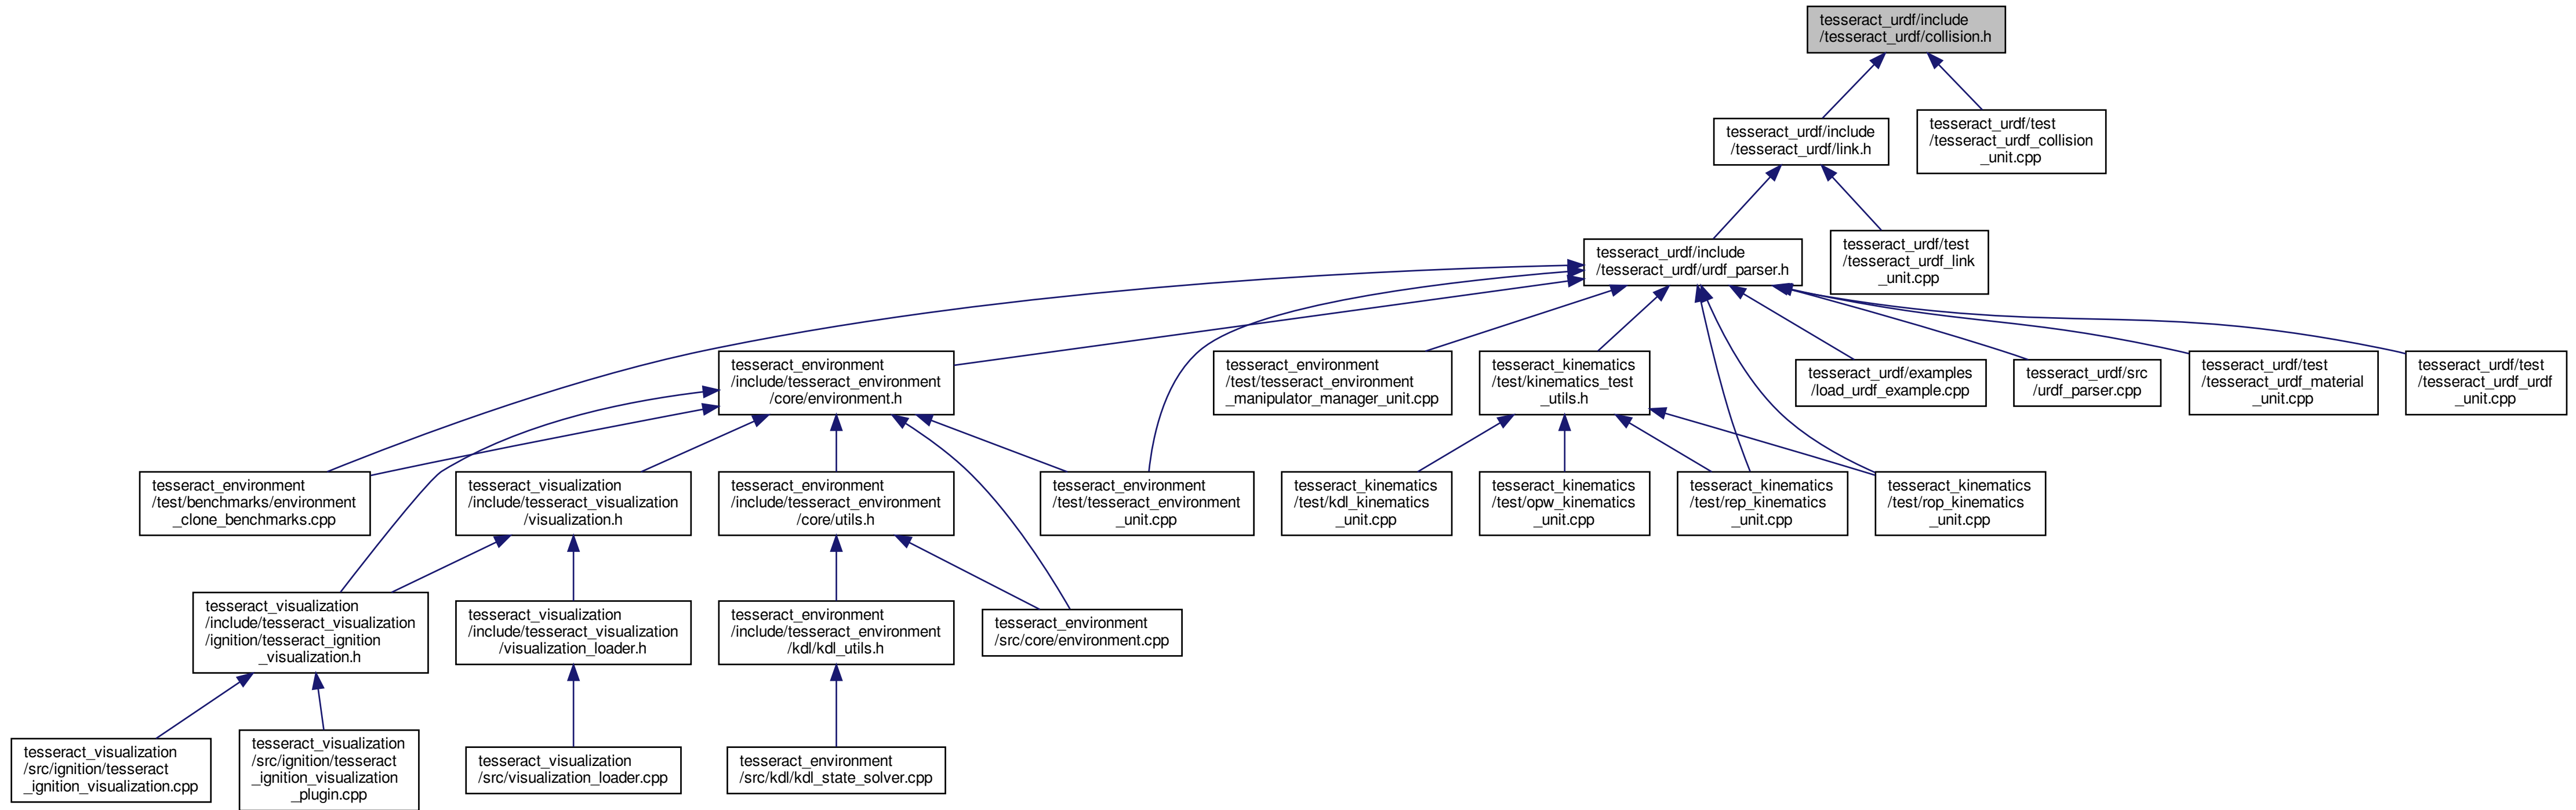 tesseract_urdf/include
/tesseract_urdf/collision.h
tesseract_urdf/include
/tesseract_urdf/link.h
tesseract_urdf/test
/tesseract_urdf_collision
_unit.cpp
tesseract_urdf/include
/tesseract_urdf/urdf_parser.h
tesseract_urdf/test
/tesseract_urdf_link
_unit.cpp
tesseract_environment
/include/tesseract_environment
/core/environment.h
tesseract_environment
/test/tesseract_environment
_manipulator_manager_unit.cpp
tesseract_kinematics
/test/kinematics_test
_utils.h
tesseract_urdf/examples
/load_urdf_example.cpp
tesseract_urdf/src
/urdf_parser.cpp
tesseract_urdf/test
/tesseract_urdf_material
_unit.cpp
tesseract_urdf/test
/tesseract_urdf_urdf
_unit.cpp
tesseract_environment
/test/benchmarks/environment
_clone_benchmarks.cpp
tesseract_visualization
/include/tesseract_visualization
/visualization.h
tesseract_environment
/include/tesseract_environment
/core/utils.h
tesseract_environment
/test/tesseract_environment
_unit.cpp
tesseract_kinematics
/test/kdl_kinematics
_unit.cpp
tesseract_kinematics
/test/opw_kinematics
_unit.cpp
tesseract_kinematics
/test/rep_kinematics
_unit.cpp
tesseract_kinematics
/test/rop_kinematics
_unit.cpp
tesseract_visualization
/include/tesseract_visualization
/ignition/tesseract_ignition
_visualization.h
tesseract_visualization
/include/tesseract_visualization
/visualization_loader.h
tesseract_environment
/include/tesseract_environment
/kdl/kdl_utils.h
tesseract_environment
/src/core/environment.cpp
tesseract_visualization
/src/ignition/tesseract
_ignition_visualization.cpp
tesseract_visualization
/src/ignition/tesseract
_ignition_visualization
_plugin.cpp
tesseract_visualization
/src/visualization_loader.cpp
tesseract_environment
/src/kdl/kdl_state_solver.cpp